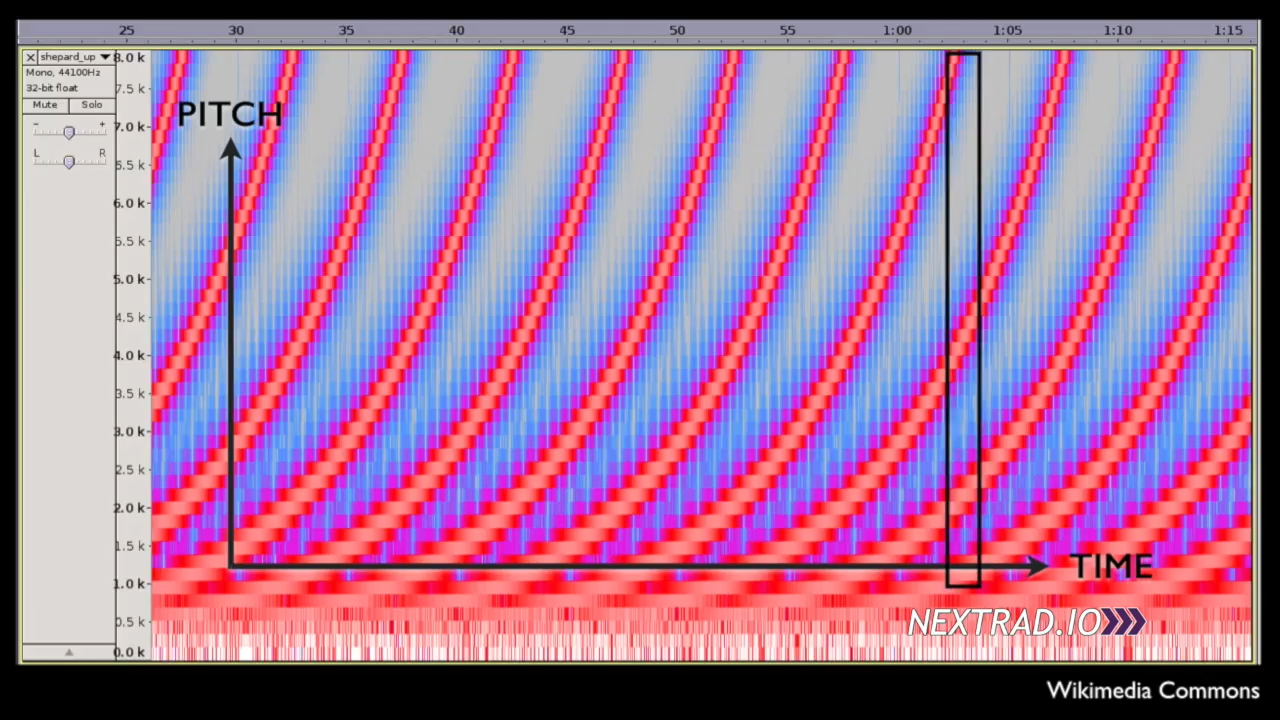 25 30 35 40 45 50 55 1:00 1:05 1:10 1:15
shepard_up
Mono, 44100Hz
32-bit float
Mute Solo
- +
L R
8.0 k
7.5 k
7.0 k
6.5 k
6.0 k
5.5 k
5.0 k
4.5 k
4.0 k
3.5 k
3.0 k
2.5 k
2.0 k
1.5 k
1.0 k
0.5 k
0.0 k
PITCH
TIME
NEXTRAD.IO
Wikimedia Commons